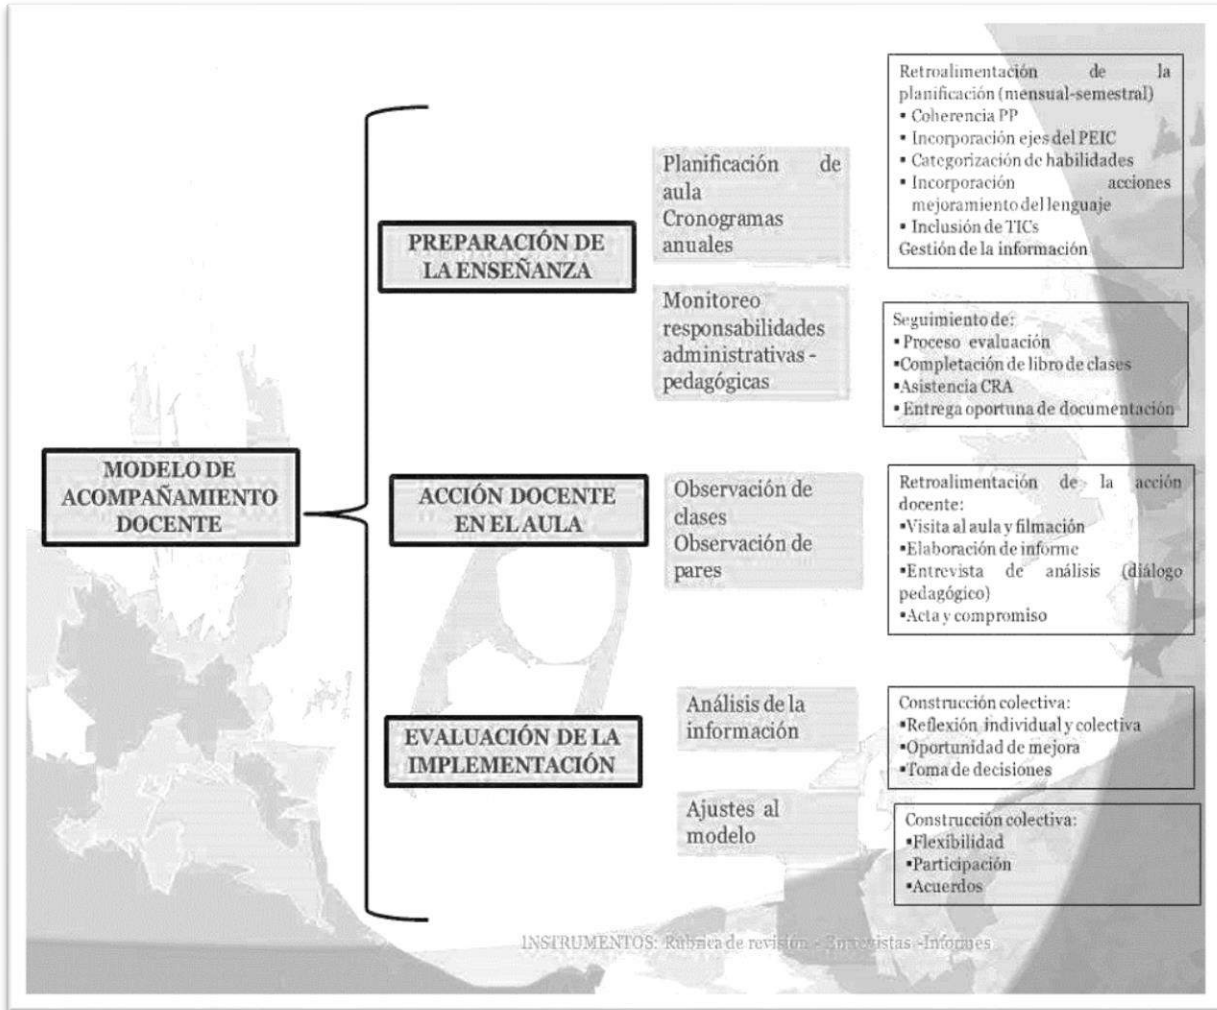 MODELO DE
ACOMPAÑAMIENTO
DOCENTE
PREPARACIÓN DE
LA ENSEÑANZA
Planificación de
aula
Cronogramas
anuales
Retroalimentación de la
planificación (mensual-semestral)
▪ Coherencia PP
▪ Incorporación ejes del PEIC
▪ Categorización de habilidades
▪ Incorporación acciones
mejoramiento del lenguaje
▪ Inclusión de TICs
Gestión de la información
Monitoreo
responsabilidades
administrativas -
pedagógicas
Seguimiento de:
▪Proceso evaluación
▪Completación de libro de clases
▪Asistencia CRA
▪Entrega oportuna de documentación
ACCIÓN DOCENTE
EN EL AULA
Observación de
clases
Observación de
pares
Retroalimentación de la acción
docente:
▪Visita al aula y filmación
▪Elaboración de informe
▪Entrevista de análisis (diálogo
pedagógico)
▪Acta y compromiso
EVALUACIÓN DE LA
IMPLEMENTACIÓN
Análisis de la
información
Construcción colectiva:
▪Reflexión individual y colectiva
▪Oportunidad de mejora
▪Toma de decisiones
Ajustes al
modelo
Construcción colectiva:
▪Flexibilidad
▪Participación
▪Acuerdos
INSTRUMENTOS: Rúbrica de revisión - Entrevistas -Informes